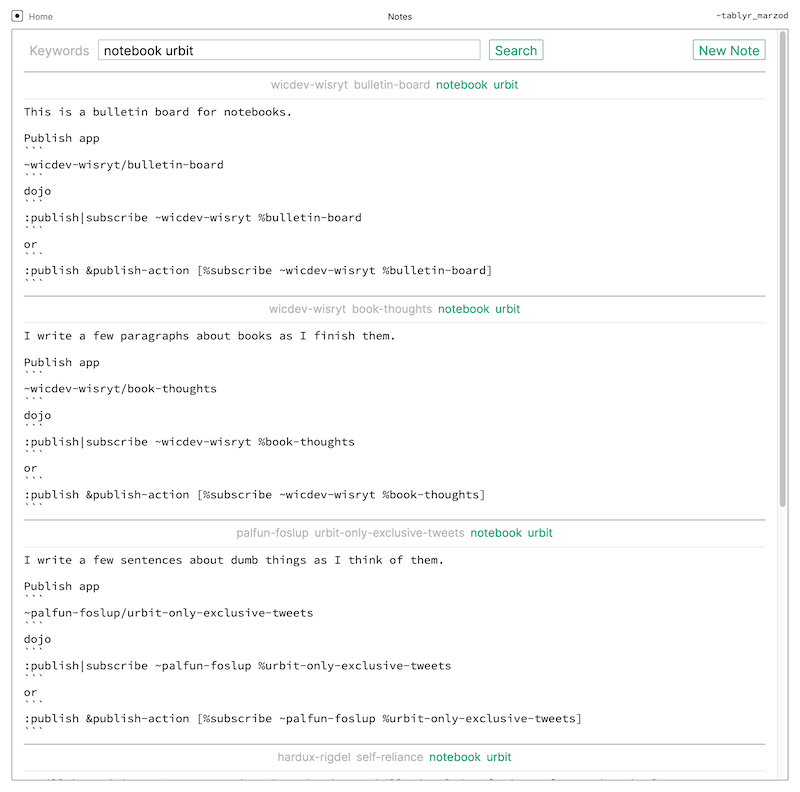 Home Notes ~tablyr_marzod
Keywords notebook urbit Search New Note
wicdev-wisryt bulletin-board notebook urbit
This is a bulletin board for notebooks.
Publish app
```
~wicdev-wisryt/bulletin-board
```
dojo
```
:publish|subscribe ~wicdev-wisryt %bulletin-board
```
or
```
:publish &publish-action [%subscribe ~wicdev-wisryt %bulletin-board]
```
wicdev-wisryt book-thoughts notebook urbit
I write a few paragraphs about books as I finish them.
Publish app
```
~wicdev-wisryt/book-thoughts
```
dojo
```
:publish|subscribe ~wicdev-wisryt %book-thoughts
```
or
```
:publish &publish-action [%subscribe ~wicdev-wisryt %book-thoughts]
```
palfun-foslup urbit-only-exclusive-tweets notebook urbit
I write a few sentences about dumb things as I think of them.
Publish app
```
~palfun-foslup/urbit-only-exclusive-tweets
```
dojo
```
:publish|subscribe ~palfun-foslup %urbit-only-exclusive-tweets
```
or
```
:publish &publish-action [%subscribe ~palfun-foslup %urbit-only-exclusive-tweets]
```
hardux-rigdel self-reliance notebook urbit